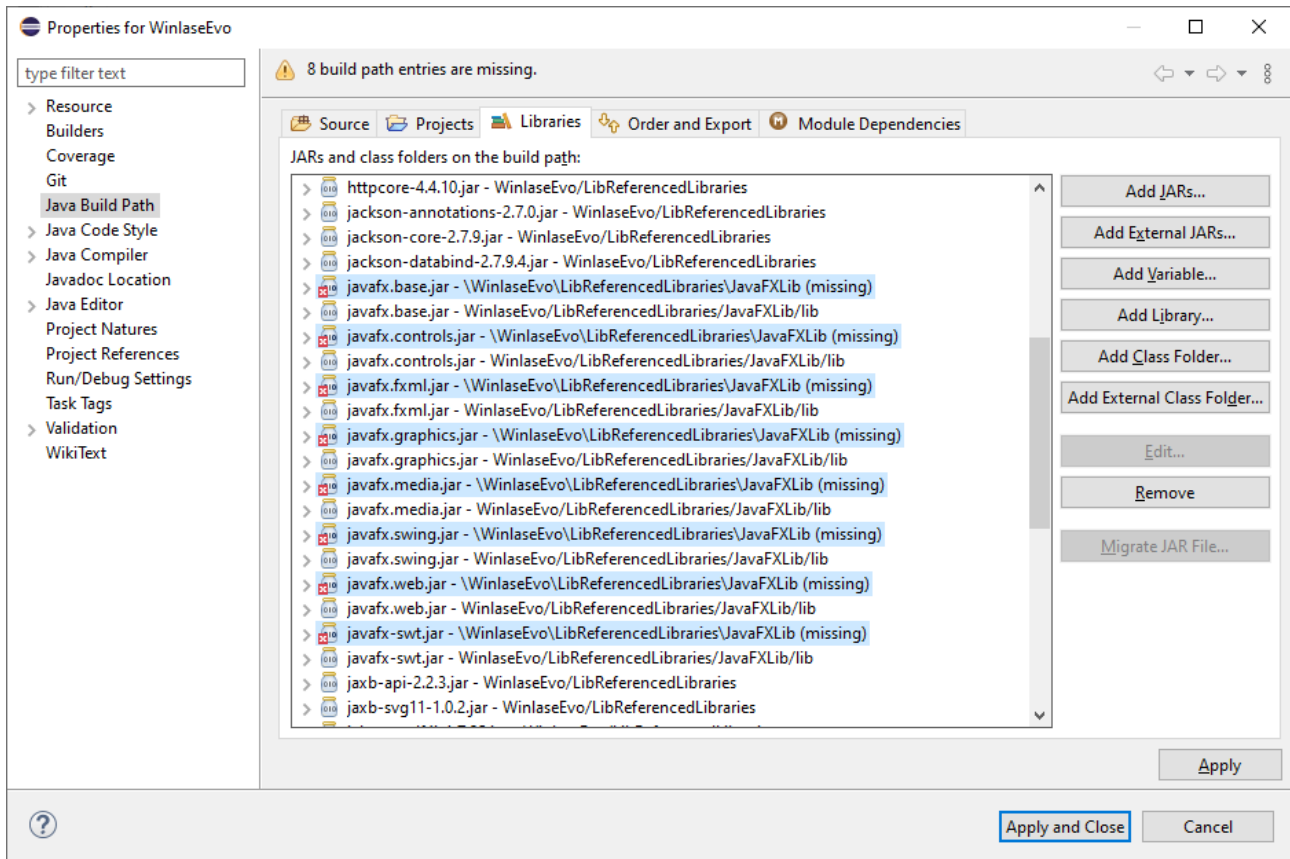 Properties for WinlaseEvo
type filter text
8 build path entries are missing.
Resource
Builders
Coverage
Git
Java Build Path
Java Code Style
Java Compiler
Javadoc Location
Java Editor
Project Natures
Project References
Run/Debug Settings
Task Tags
Validation
WikiText
Source Projects Libraries Order and Export Module Dependencies
JARs and class folders on the build path:
httpcore-4.4.10.jar - WinlaseEvo/LibReferencedLibraries
jackson-annotations-2.7.0.jar - WinlaseEvo/LibReferencedLibraries
jackson-core-2.7.9.jar - WinlaseEvo/LibReferencedLibraries
jackson-databind-2.7.9.4.jar - WinlaseEvo/LibReferencedLibraries
javafx.base.jar - \WinlaseEvo\LibReferencedLibraries\JavaFXLib (missing)
javafx.base.jar - WinlaseEvo/LibReferencedLibraries/JavaFXLib/lib
javafx.controls.jar - \WinlaseEvo\LibReferencedLibraries\JavaFXLib (missing)
javafx.controls.jar - WinlaseEvo/LibReferencedLibraries/JavaFXLib/lib
javafx.fxml.jar - \WinlaseEvo\LibReferencedLibraries\JavaFXLib (missing)
javafx.fxml.jar - WinlaseEvo/LibReferencedLibraries/JavaFXLib/lib
javafx.graphics.jar - \WinlaseEvo\LibReferencedLibraries\JavaFXLib (missing)
javafx.graphics.jar - WinlaseEvo/LibReferencedLibraries/JavaFXLib/lib
javafx.media.jar - \WinlaseEvo\LibReferencedLibraries\JavaFXLib (missing)
javafx.media.jar - WinlaseEvo/LibReferencedLibraries/JavaFXLib/lib
javafx.swing.jar - \WinlaseEvo\LibReferencedLibraries\JavaFXLib (missing)
javafx.swing.jar - WinlaseEvo/LibReferencedLibraries/JavaFXLib/lib
javafx.web.jar - \WinlaseEvo\LibReferencedLibraries\JavaFXLib (missing)
javafx.web.jar - WinlaseEvo/LibReferencedLibraries/JavaFXLib/lib
javafx-swt.jar - \WinlaseEvo\LibReferencedLibraries\JavaFXLib (missing)
javafx-swt.jar - WinlaseEvo/LibReferencedLibraries/JavaFXLib/lib
jaxb-api-2.2.3.jar - WinlaseEvo/LibReferencedLibraries
jaxb-svg11-1.0.2.jar - WinlaseEvo/LibReferencedLibraries
Add JARs...
Add External JARs...
Add Variable...
Add Library...
Add Class Folder...
Add External Class Folder...
Edit...
Remove
Migrate JAR File...
Apply
Apply and Close
Cancel